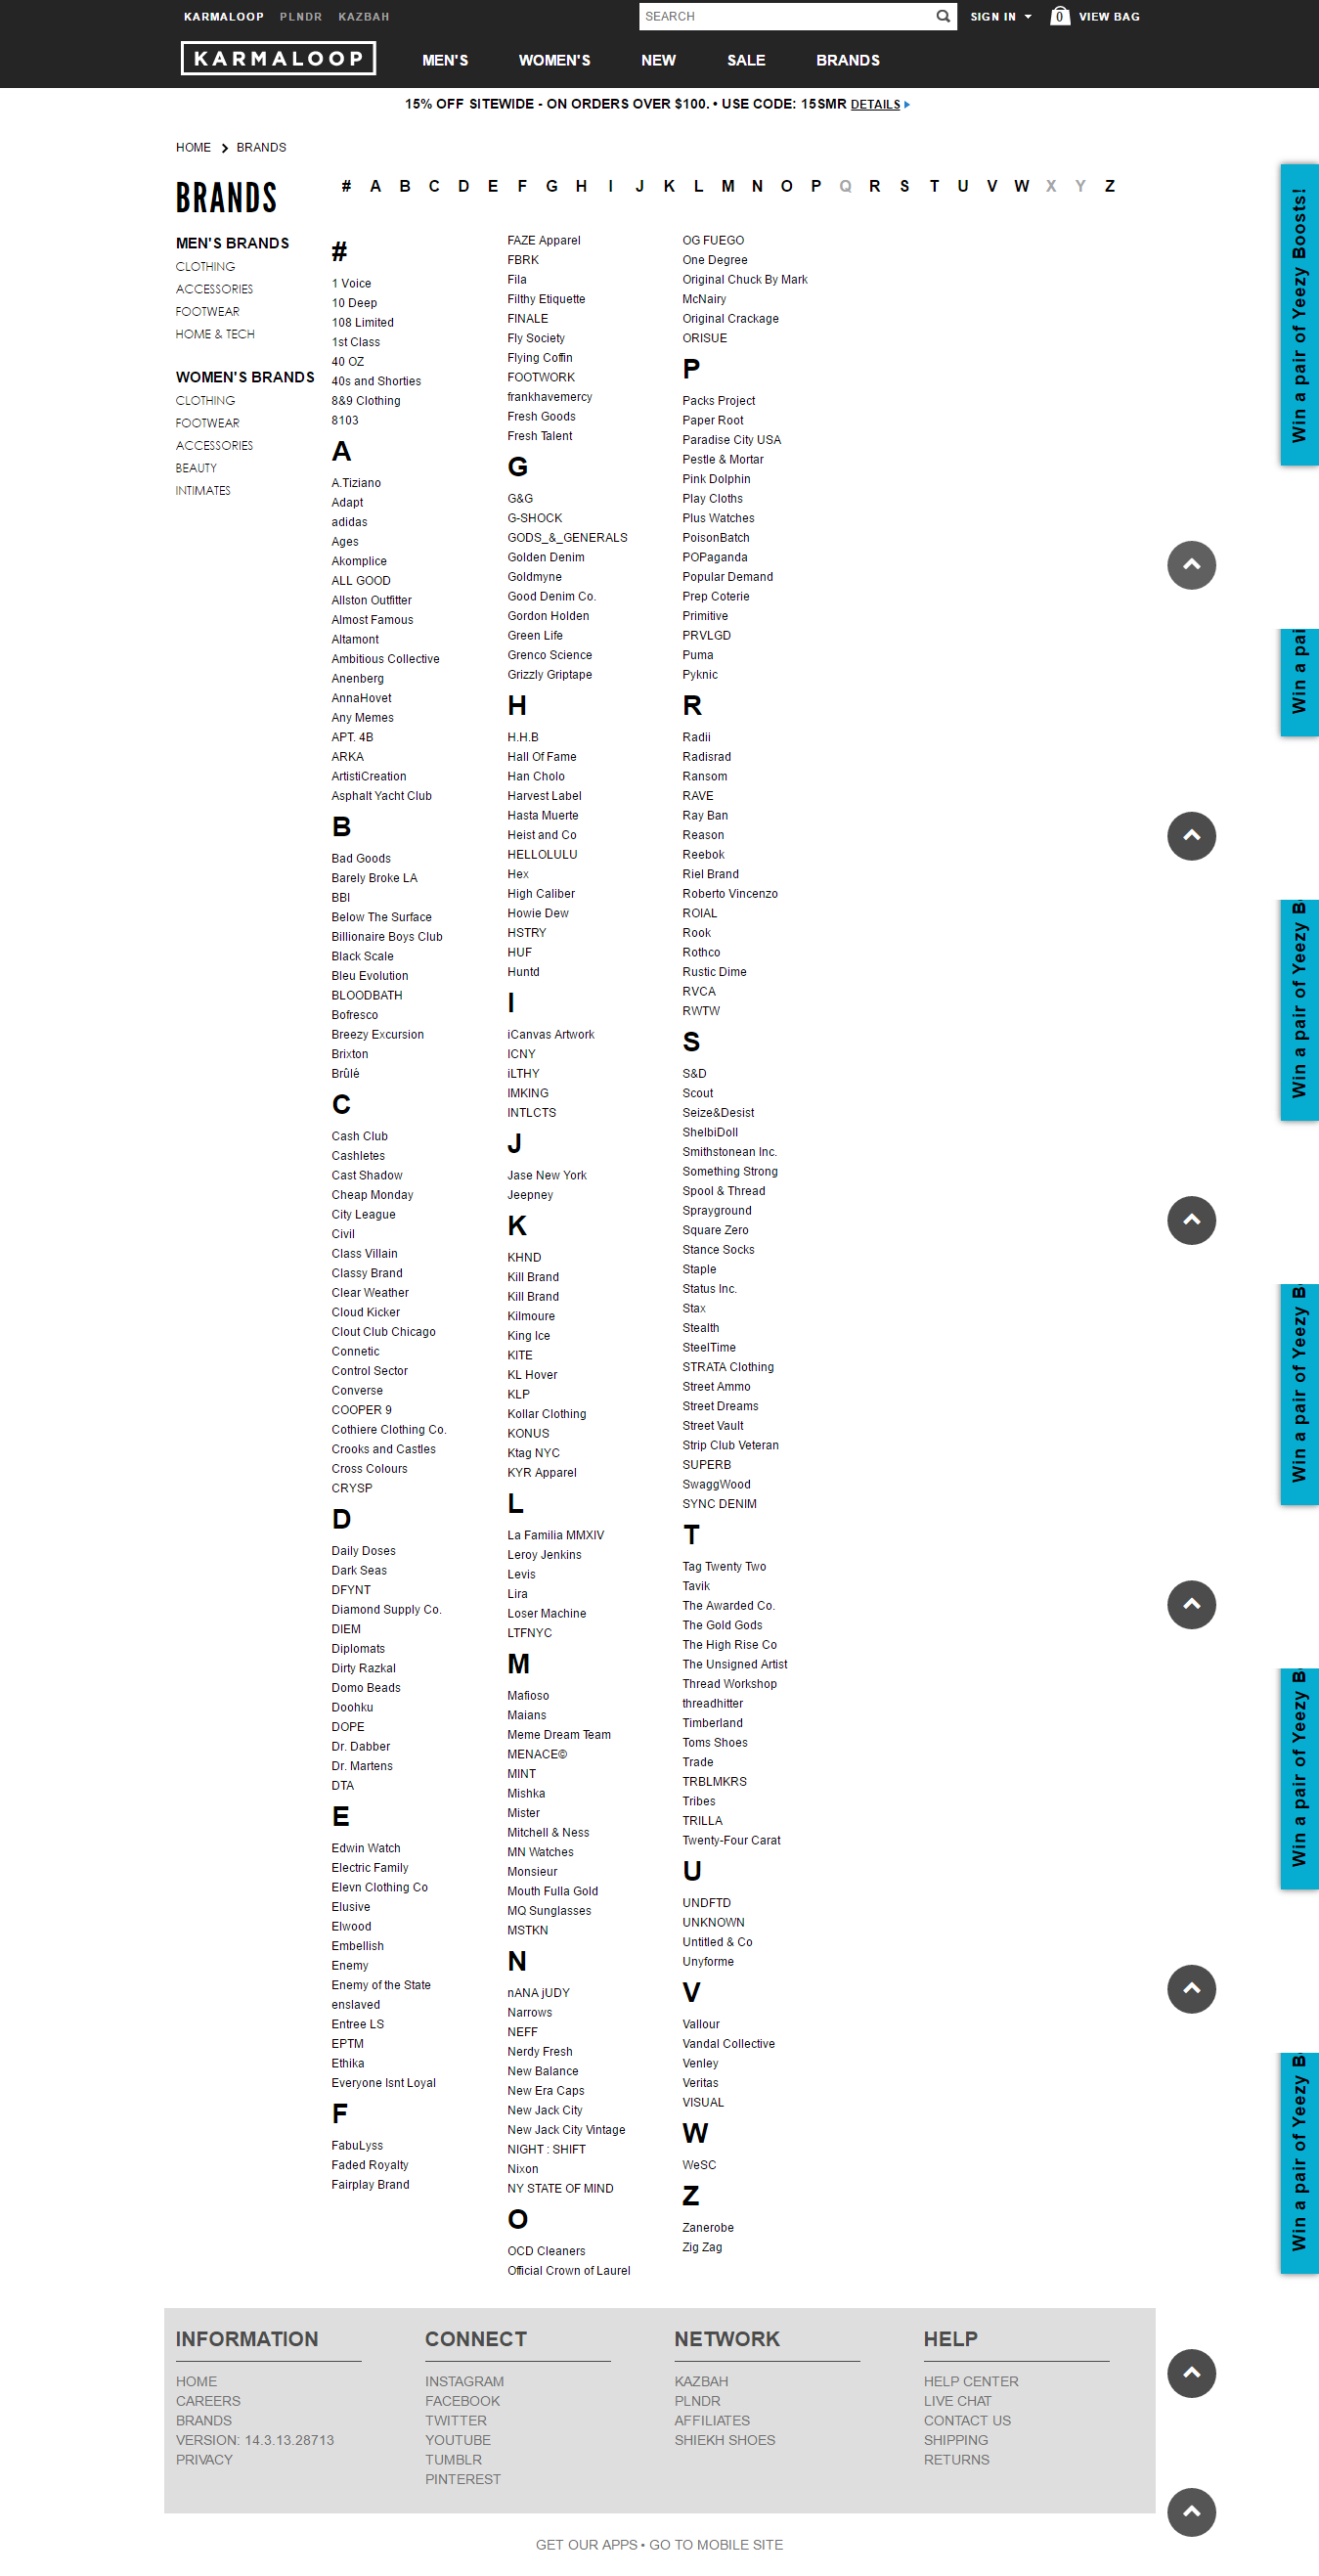 KARMALOOP PLNDR KAZBAH
SEARCH
SIGN IN
0 VIEW BAG
KARMALOOP
MEN'S WOMEN'S NEW SALE BRANDS
15% OFF SITEWIDE - ON ORDERS OVER $100. • USE CODE: 15SMR DETAILS
HOME BRANDS
BRANDS
# A B C D E F G H I J K L M N O P Q R S T U V W X Y Z
MEN'S BRANDS
CLOTHING
ACCESSORIES
FOOTWEAR
HOME & TECH
WOMEN'S BRANDS
CLOTHING
FOOTWEAR
ACCESSORIES
BEAUTY
INTIMATES
#
1 Voice
10 Deep
108 Limited
1st Class
40 OZ
40s and Shorties
8&9 Clothing
8103
A
A.Tiziano
Adapt
adidas
Ages
Akomplice
ALL GOOD
Allston Outfitter
Almost Famous
Altamont
Ambitious Collective
Anenberg
AnnaHovet
Any Memes
APT. 4B
ARKA
ArtistiCreation
Asphalt Yacht Club
B
Bad Goods
Barely Broke LA
BBI
Below The Surface
Billionaire Boys Club
Black Scale
Bleu Evolution
BLOODBATH
Bofresco
Breezy Excursion
Brixton
Brûlé
C
Cash Club
Cashletes
Cast Shadow
Cheap Monday
City League
Civil
Class Villain
Classy Brand
Clear Weather
Cloud Kicker
Clout Club Chicago
Connetic
Control Sector
Converse
COOPER 9
Cothiere Clothing Co.
Crooks and Castles
Cross Colours
CRYSP
D
Daily Doses
Dark Seas
DFYNT
Diamond Supply Co.
DIEM
Diplomats
Dirty Razkal
Domo Beads
Doohku
DOPE
Dr. Dabber
Dr. Martens
DTA
E
Edwin Watch
Electric Family
Elevn Clothing Co
Elusive
Elwood
Embellish
Enemy
Enemy of the State
enslaved
Entree LS
EPTM
Ethika
Everyone Isnt Loyal
F
FabuLyss
Faded Royalty
Fairplay Brand
FAZE Apparel
FBRK
Fila
Filthy Etiquette
FINALE
Fly Society
Flying Coffin
FOOTWORK
frankhavemercy
Fresh Goods
Fresh Talent
G
G&G
G-SHOCK
GODS_&_GENERALS
Golden Denim
Goldmyne
Good Denim Co.
Gordon Holden
Green Life
Grenco Science
Grizzly Griptape
H
H.H.B
Hall Of Fame
Han Cholo
Harvest Label
Hasta Muerte
Heist and Co
HELLOLULU
Hex
High Caliber
Howie Dew
HSTRY
HUF
Huntd
I
iCanvas Artwork
ICNY
iLTHY
IMKING
INTLCTS
J
Jase New York
Jeepney
K
KHND
Kill Brand
Kill Brand
Kilmoure
King Ice
KITE
KL Hover
KLP
Kollar Clothing
KONUS
Ktag NYC
KYR Apparel
L
La Familia MMXIV
Leroy Jenkins
Levis
Lira
Loser Machine
LTFNYC
M
Mafioso
Maians
Meme Dream Team
MENACE©
MINT
Mishka
Mister
Mitchell & Ness
MN Watches
Monsieur
Mouth Fulla Gold
MQ Sunglasses
MSTKN
N
nANA jUDY
Narrows
NEFF
Nerdy Fresh
New Balance
New Era Caps
New Jack City
New Jack City Vintage
NIGHT : SHIFT
Nixon
NY STATE OF MIND
O
OCD Cleaners
Official Crown of Laurel
OG FUEGO
One Degree
Original Chuck By Mark
McNairy
Original Crackage
ORISUE
P
Packs Project
Paper Root
Paradise City USA
Pestle & Mortar
Pink Dolphin
Play Cloths
Plus Watches
PoisonBatch
POPaganda
Popular Demand
Prep Coterie
Primitive
PRVLGD
Puma
Pyknic
R
Radii
Radisrad
Ransom
RAVE
Ray Ban
Reason
Reebok
Riel Brand
Roberto Vincenzo
ROIAL
Rook
Rothco
Rustic Dime
RVCA
RWTW
S
S&D
Scout
Seize&Desist
ShelbiDoll
Smithstonean Inc.
Something Strong
Spool & Thread
Sprayground
Square Zero
Stance Socks
Staple
Status Inc.
Stax
Stealth
SteelTime
STRATA Clothing
Street Ammo
Street Dreams
Street Vault
Strip Club Veteran
SUPERB
SwaggWood
SYNC DENIM
T
Tag Twenty Two
Tavik
The Awarded Co.
The Gold Gods
The High Rise Co
The Unsigned Artist
Thread Workshop
threadhitter
Timberland
Toms Shoes
Trade
TRBLMKRS
Tribes
TRILLA
Twenty-Four Carat
U
UNDFTD
UNKNOWN
Untitled & Co
Unyforme
V
Valiour
Vandal Collective
Venley
Veritas
VISUAL
W
WeSC
Z
Zanerobe
Zig Zag
Win a pair of Yeezy Boosts!
Win a pai
Win a pair of Yeezy B
Win a pair of Yeezy B
Win a pair of Yeezy B
Win a pair of Yeezy B
INFORMATION
HOME
CAREERS
BRANDS
VERSION: 14.3.13.28713
PRIVACY
CONNECT
INSTAGRAM
FACEBOOK
TWITTER
YOUTUBE
TUMBLR
PINTEREST
NETWORK
KAZBAH
PLNDR
AFFILIATES
SHIEKH SHOES
HELP
HELP CENTER
LIVE CHAT
CONTACT US
SHIPPING
RETURNS
GET OUR APPS • GO TO MOBILE SITE